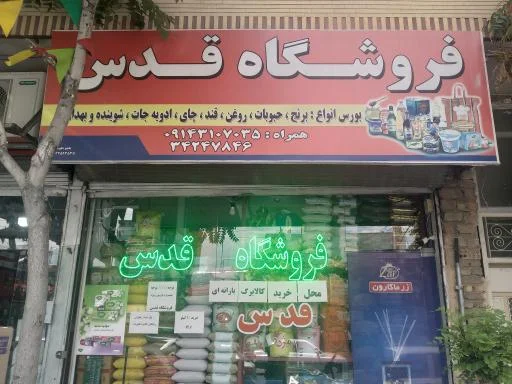 فروشگاه قدس
بورس انواع : برنج ، حبوبات ، روغن ، قند ، چای ، ادویه جات ، شوینده و بهدا
همراه : ۰۹۱۴۳۱۰۷۰۳۵
۳۴۲۴۷۸۴۶
فروشگاه قدس
محل خرید کالابرگ یارانه ای
قدس
زر ماکارون